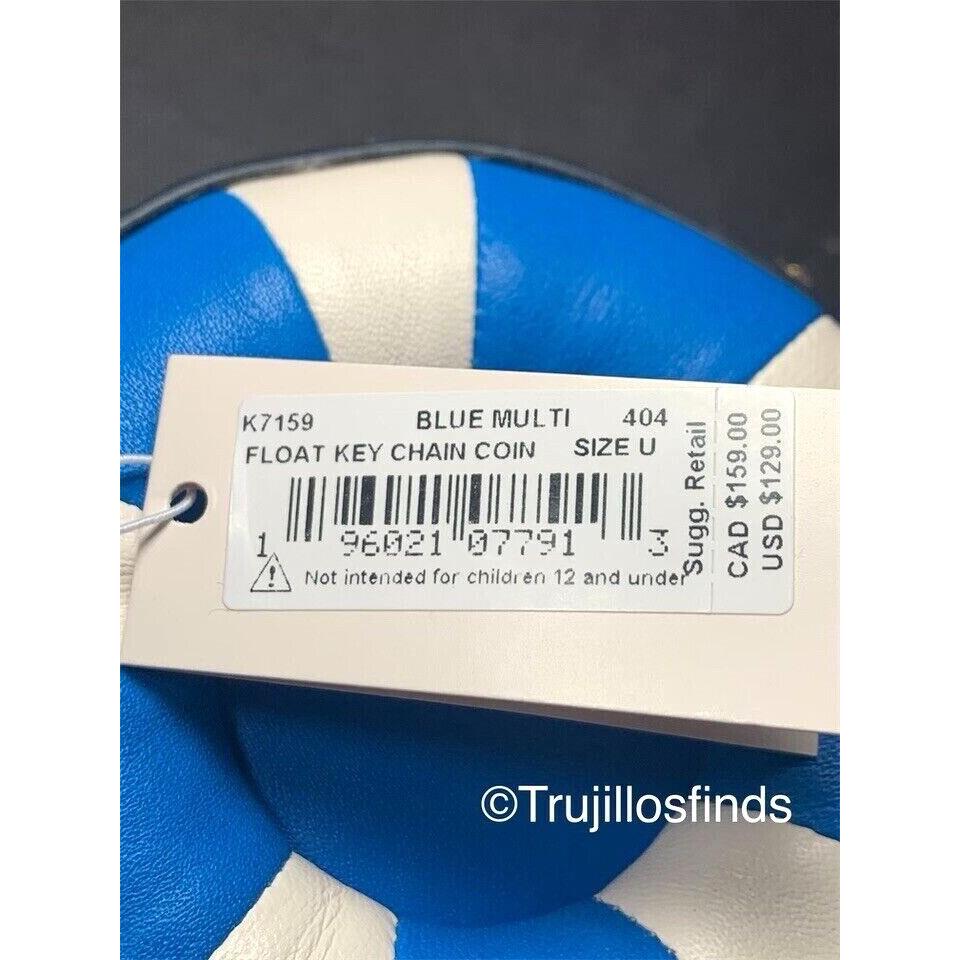 K7159 BLUE MULTI 404
FLOAT KEY CHAIN COIN SIZE U
1 96021 07791 3
Not intended for children 12 and under
Sugg. Retail
CAD $159.00
USD $129.00
©Trujillosfinds